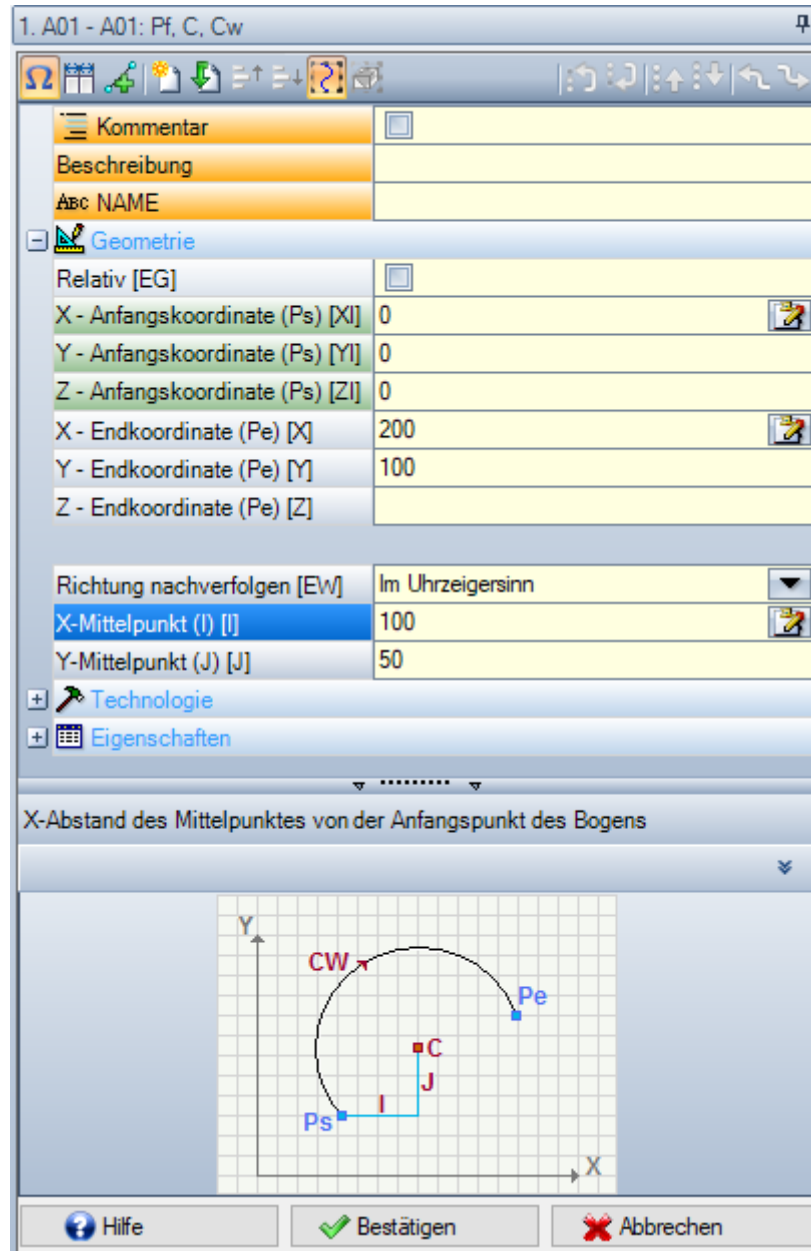 1. A01 - A01: Pf, C, Cw
Kommentar
Beschreibung
ABC NAME
Geometrie
Relativ [EG]
X - Anfangskoordinate (Ps) [XI] 0
Y - Anfangskoordinate (Ps) [YI] 0
Z - Anfangskoordinate (Ps) [ZI] 0
X - Endkoordinate (Pe) [X] 200
Y - Endkoordinate (Pe) [Y] 100
Z - Endkoordinate (Pe) [Z]
Richtung nachverfolgen [EW] Im Uhrzeigersinn
X-Mittelpunkt (I) [I] 100
Y-Mittelpunkt (J) [J] 50
Technologie
Eigenschaften
X-Abstand des Mittelpunktes von der Anfangspunkt des Bogens
Y
CW
Pe
C
J
I
Ps
X
Hilfe Bestätigen Abbrechen